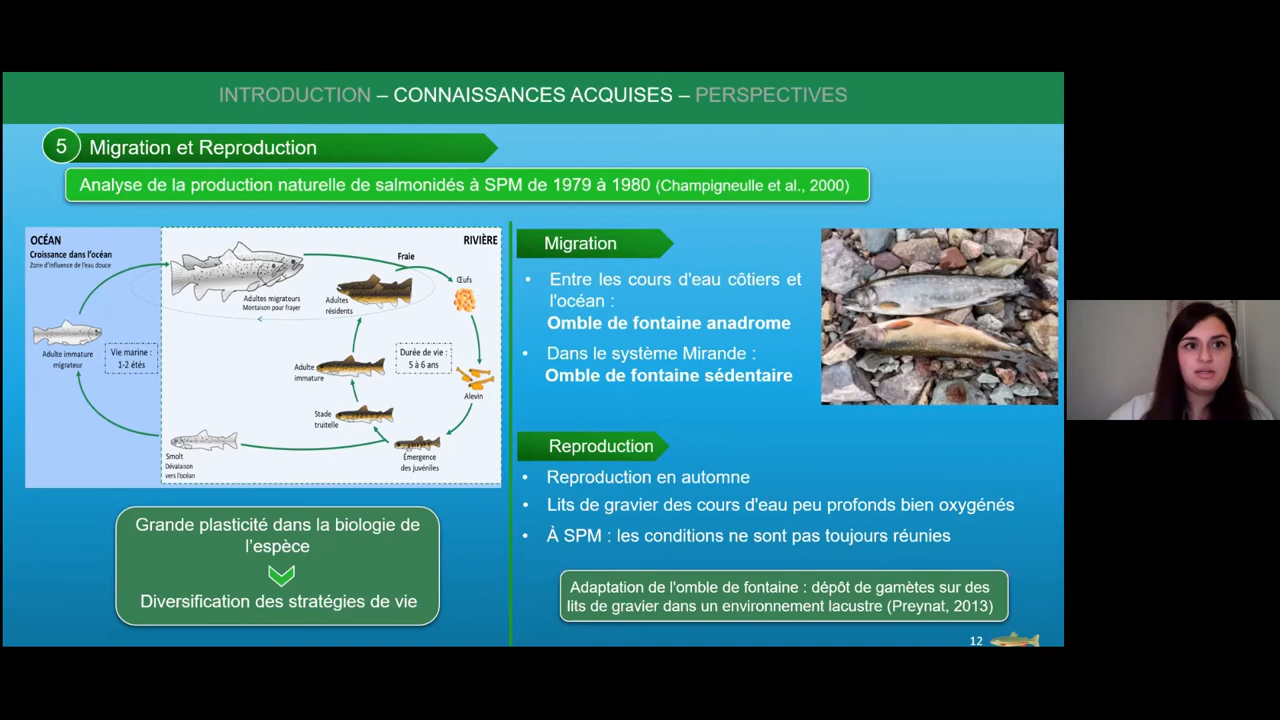 INTRODUCTION – CONNAISSANCES ACQUISES – PERSPECTIVES
5
Migration et Reproduction
Analyse de la production naturelle de salmonidés à SPM de 1979 à 1980 (Champigneulle et al., 2000)
OCÉAN
Croissance dans l'océan
Zone d'influence de l'eau douce
RIVIÈRE
Fraie
Œufs
Adultes migrateurs
Montaison pour frayer
Adultes
résidents
Adulte immature
migrateur
Vie marine :
1-2 étés
Adulte
immature
Durée de vie :
5 à 6 ans
Alevin
Stade
truitelle
Smolt
Dévalaison
vers l'océan
Émergence
des juvéniles
Grande plasticité dans la biologie de
l'espèce
Diversification des stratégies de vie
Migration
• Entre les cours d'eau côtiers et
l'océan :
Omble de fontaine anadrome
• Dans le système Mirande :
Omble de fontaine sédentaire
Reproduction
• Reproduction en automne
• Lits de gravier des cours d'eau peu profonds bien oxygénés
• À SPM : les conditions ne sont pas toujours réunies
Adaptation de l'omble de fontaine : dépôt de gamètes sur des
lits de gravier dans un environnement lacustre (Preynat, 2013)
12